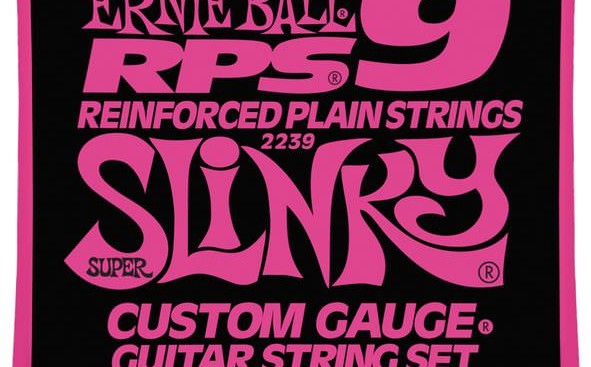 ERNIE BALL®
RPS® 9
REINFORCED PLAIN STRINGS
2239
SUPER SLINKY®
CUSTOM GAUGE®
GUITAR STRING SET